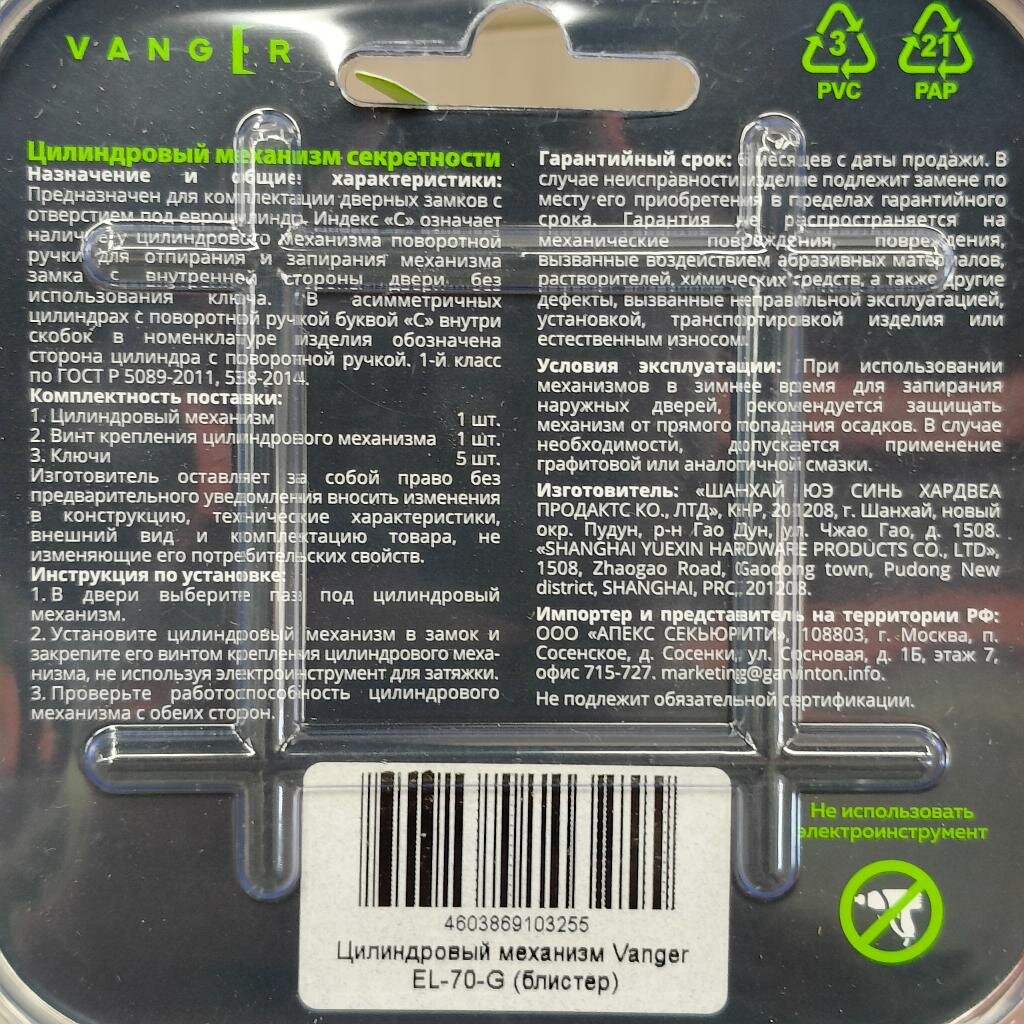 VANGER
3
PVC
21
PAP
Цилиндровый механизм секретности
Назначение и общие характеристики:
Предназначен для комплектации дверных замков с
отверстием под евроцилиндр. Индекс «С» означает
наличие у цилиндрового механизма поворотной
ручки для отпирания и запирания механизма
замка с внутренней стороны двери без
использования ключа. В асимметричных
цилиндрах с поворотной ручкой буквой «С» внутри
скобок в номенклатуре изделия обозначена
сторона цилиндра с поворотной ручкой. 1-й класс
по ГОСТ Р 5089-2011, 538-2014.
Комплектность поставки:
1. Цилиндровый механизм 1 шт.
2. Винт крепления цилиндрового механизма 1 шт.
3. Ключи 5 шт.
Изготовитель оставляет за собой право без
предварительного уведомления вносить изменения
в конструкцию, технические характеристики,
внешний вид и комплектацию товара, не
изменяющие его потребительских свойств.
Инструкция по установке:
1. В двери выберите паз под цилиндровый
механизм.
2. Установите цилиндровый механизм в замок и
закрепите его винтом крепления цилиндрового меха-
низма, не используя электроинструмент для затяжки.
3. Проверьте работоспособность цилиндрового
механизма с обеих сторон.
Гарантийный срок: 6 месяцев с даты продажи. В
случае неисправности изделие подлежит замене по
месту его приобретения в пределах гарантийного
срока. Гарантия не распространяется на
механические повреждения, повреждения,
вызванные воздействием абразивных материалов,
растворителей, химических средств, а также другие
дефекты, вызванные неправильной эксплуатацией,
установкой, транспортировкой изделия или
естественным износом.
Условия эксплуатации: При использовании
механизмов в зимнее время для запирания
наружных дверей, рекомендуется защищать
механизм от прямого попадания осадков. В случае
необходимости, допускается применение
графитовой или аналогичной смазки.
Изготовитель: «ШАНХАЙ ЮЭ СИНЬ ХАРДВЕА
ПРОДАКТС КО., ЛТД», КНР, 201208, г. Шанхай, новый
окр. Пудун, р-н Гао Дун, ул. Чжао Гао, д. 1508.
«SHANGHAI YUEXIN HARDWARE PRODUCTS CO., LTD»,
1508, Zhaogao Road, Gaodong town, Pudong New
district, SHANGHAI, PRC, 201208.
Импортер и представитель на территории РФ:
ООО «АПЕКС СЕКЬЮРИТИ», 108803, г. Москва, п.
Сосенское, д. Сосенки, ул. Сосновая, д. 1Б, этаж 7,
офис 715-727. marketing@garwinton.info.
Не подлежит обязательной сертификации.
Не использовать
электроинструмент
4603869103255
Цилиндровый механизм Vanger
EL-70-G (блистер)